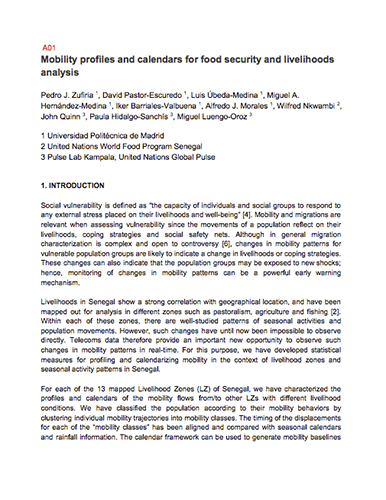 A01
Mobility profiles and calendars for food security and livelihoods
analysis
Pedro J. Zufiria 1, David Pastor-Escuredo 1, Luis Úbeda-Medina 1, Miguel A.
Hernández-Medina 1, Iker Barriales-Valbuena 1, Alfredo J. Morales 1, Wilfred Nkwambi 2,
John Quinn 3, Paula Hidalgo-Sanchís 3, Miguel Luengo-Oroz 3
1 Universidad Politécnica de Madrid
2 United Nations World Food Program Senegal
3 Pulse Lab Kampala, United Nations Global Pulse
1. INTRODUCTION
Social vulnerability is defined as "the capacity of individuals and social groups to respond to
any external stress placed on their livelihoods and well-being" [4]. Mobility and migrations are
relevant when assessing vulnerability since the movements of a population reflect on their
livelihoods, coping strategies and social safety nets. Although in general migration
characterization is complex and open to controversy [6], changes in mobility patterns for
vulnerable population groups are likely to indicate a change in livelihoods or coping strategies.
These changes can also indicate that the population groups may be exposed to new shocks;
hence, monitoring of changes in mobility patterns can be a powerful early warning
mechanism.
Livelihoods in Senegal show a strong correlation with geographical location, and have been
mapped out for analysis in different zones such as pastoralism, agriculture and fishing [2].
Within each of these zones, there are well-studied patterns of seasonal activities and
population movements. However, such changes have until now been impossible to observe
directly. Telecoms data therefore provide an important new opportunity to observe such
changes in mobility patterns in real-time. For this purpose, we have developed statistical
measures for profiling and calendarizing mobility in the context of livelihood zones and
seasonal activity patterns in Senegal.
For each of the 13 mapped Livelihood Zones (LZ) of Senegal, we have characterized the
profiles and calendars of the mobility flows from/to other LZs with different livelihood
conditions. We have classified the population according to their mobility behaviors by
clustering individual mobility trajectories into mobility classes. The timing of the displacements
for each of the "mobility classes" has been aligned and compared with seasonal calendars
and rainfall information. The calendar framework can be used to generate mobility baselines